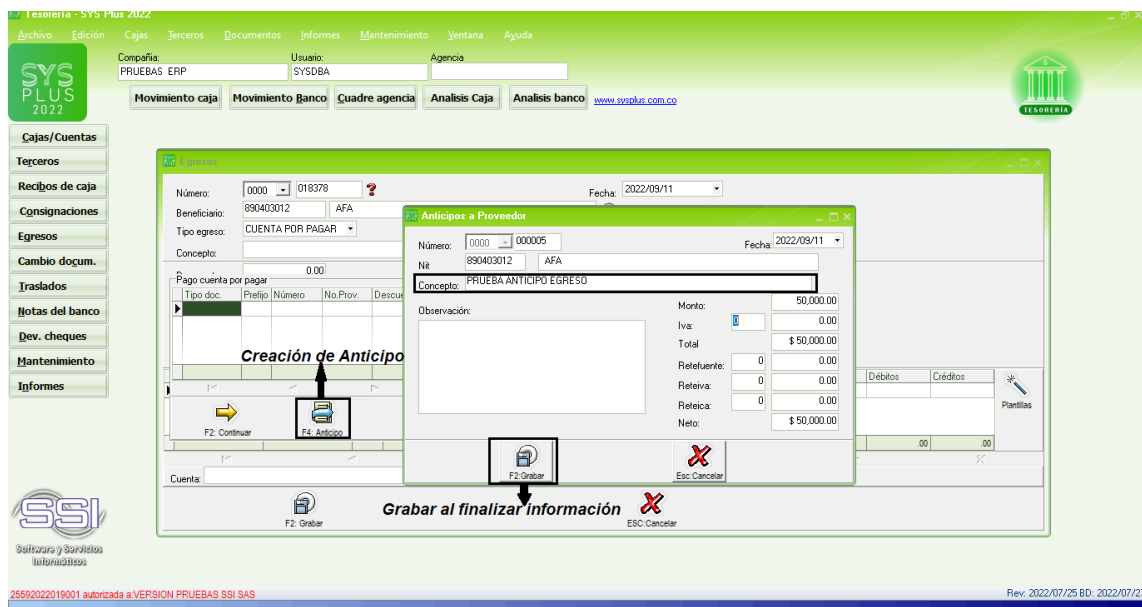 Tesorería - SYS Plus 2022
Archivo Edición Cajas Terceros Documentos Informes Mantenimiento Ventana Ayuda
SYS
PLUS
2022
Compañia: Usuario: Agencia
PRUEBAS ERP SYSDBA
Movimiento caja Movimiento Banco Cuadre agencia Analisis Caja Analisis banco www.sysplus.com.co
TESORERIA
Cajas/Cuentas
Terceros
Recibos de caja
Consignaciones
Egresos
Cambio docum.
Traslados
Notas del banco
Dev. cheques
Mantenimiento
Informes
Egresos
Número: 0000 018378 ? Fecha: 2022/09/11
Beneficiario: 890403012 AFA
Tipo egreso: CUENTA POR PAGAR
Concepto:
0.00
Pago cuenta por pagar
Tipo doc. Prefijo Número No.Prov. Descue
Creación de Anticipo
F2: Continuar F4: Anticipo
Anticipos a Proveedor
Número: 0000 000005 Fecha: 2022/09/11
Nit 890403012 AFA
Concepto: PRUEBA ANTICIPO EGRESO
Observación:
Monto: 50,000.00
Iva: 0 0.00
Total $ 50,000.00
Retefuente: 0 0.00
Reteiva: 0 0.00
Reteica: 0 0.00
Neto: $ 50,000.00
F2:Grabar Esc:Cancelar
Débitos Créditos
Plantillas
.00 .00
Cuenta:
F2: Grabar Grabar al finalizar información ESC:Cancelar
SSI
Software y Servicios
Informáticos
25592022019001 autorizada a:VERSION PRUEBAS SSI SAS Rev: 2022/07/25 BD: 2022/07/2